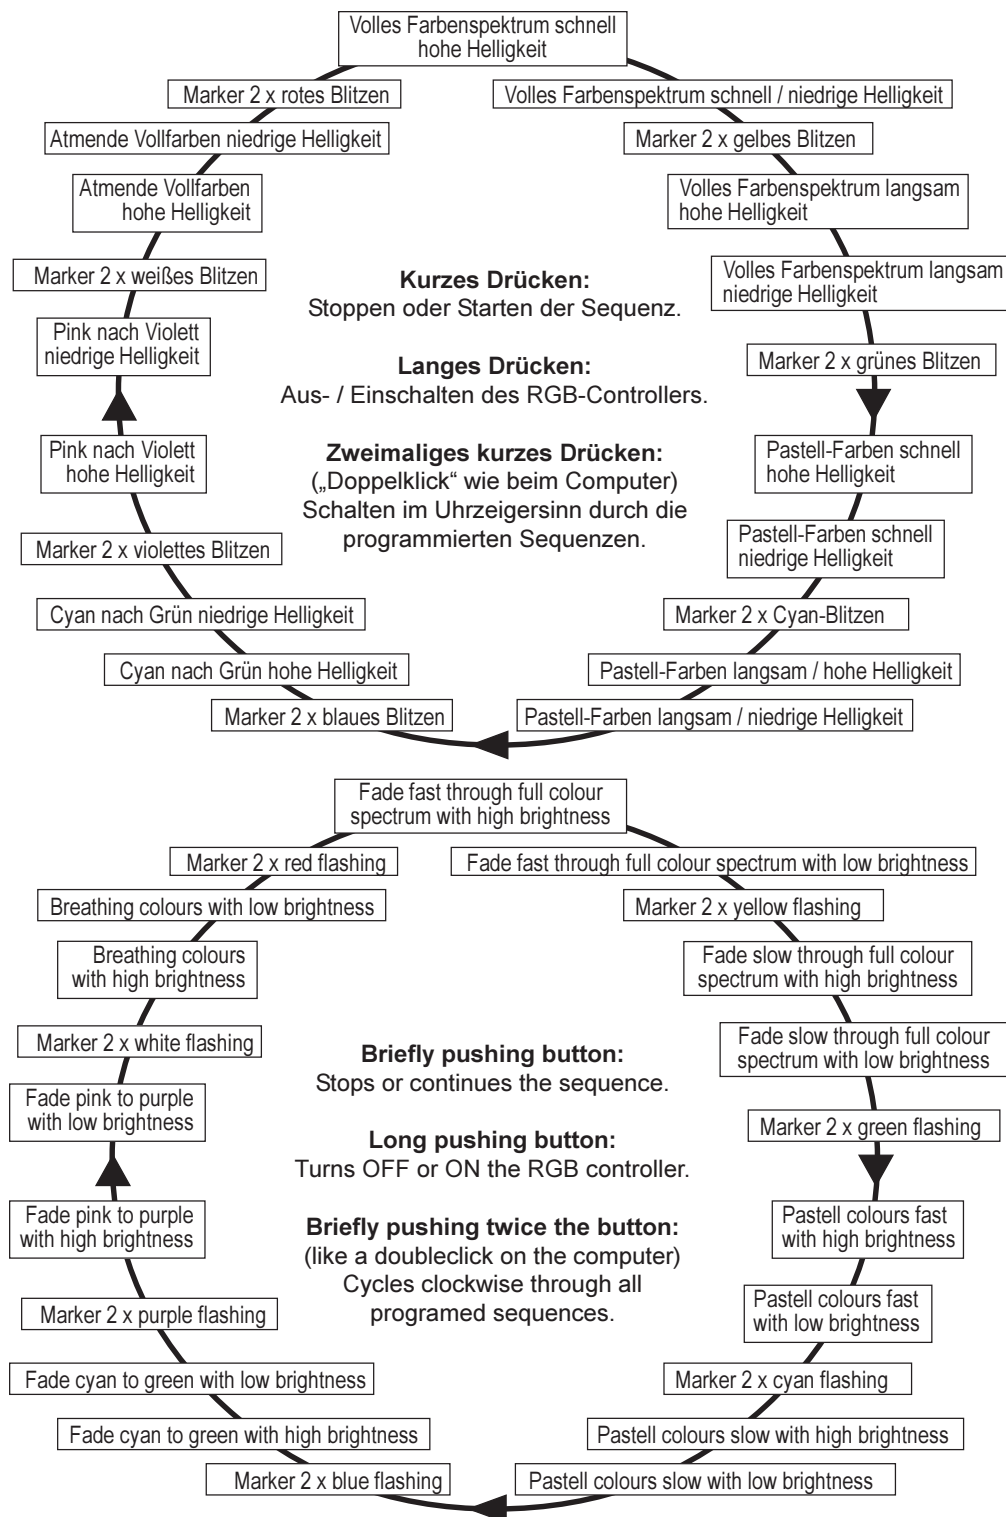 Volles Farbenspektrum schnell
hohe Helligkeit
Marker 2 x rotes Blitzen
Volles Farbenspektrum schnell / niedrige Helligkeit
Atmende Vollfarben niedrige Helligkeit
Marker 2 x gelbes Blitzen
Atmende Vollfarben
hohe Helligkeit
Volles Farbenspektrum langsam
hohe Helligkeit
Marker 2 x weißes Blitzen
Volles Farbenspektrum langsam
niedrige Helligkeit
Kurzes Drücken:
Stoppen oder Starten der Sequenz.
Pink nach Violett
niedrige Helligkeit
Marker 2 x grünes Blitzen
Langes Drücken:
Aus- / Einschalten des RGB-Controllers.
Pink nach Violett
hohe Helligkeit
Pastell-Farben schnell
hohe Helligkeit
Zweimaliges kurzes Drücken:
(„Doppelklick“ wie beim Computer)
Schalten im Uhrzeigersinn durch die
programmierten Sequenzen.
Marker 2 x violettes Blitzen
Pastell-Farben schnell
niedrige Helligkeit
Cyan nach Grün niedrige Helligkeit
Marker 2 x Cyan-Blitzen
Cyan nach Grün hohe Helligkeit
Pastell-Farben langsam / hohe Helligkeit
Marker 2 x blaues Blitzen
Pastell-Farben langsam / niedrige Helligkeit
Fade fast through full colour
spectrum with high brightness
Marker 2 x red flashing
Fade fast through full colour spectrum with low brightness
Breathing colours with low brightness
Marker 2 x yellow flashing
Breathing colours
with high brightness
Fade slow through full colour
spectrum with high brightness
Marker 2 x white flashing
Fade slow through full colour
spectrum with low brightness
Briefly pushing button:
Stops or continues the sequence.
Fade pink to purple
with low brightness
Marker 2 x green flashing
Long pushing button:
Turns OFF or ON the RGB controller.
Fade pink to purple
with high brightness
Pastell colours fast
with high brightness
Briefly pushing twice the button:
(like a doubleclick on the computer)
Cycles clockwise through all
programed sequences.
Marker 2 x purple flashing
Pastell colours fast
with low brightness
Fade cyan to green with low brightness
Marker 2 x cyan flashing
Fade cyan to green with high brightness
Pastell colours slow with high brightness
Marker 2 x blue flashing
Pastell colours slow with low brightness